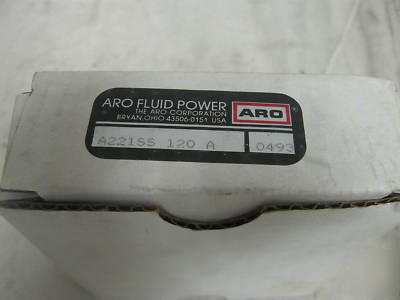 ARO FLUID POWER
THE ARO CORPORATION
BRYAN, OHIO 43506-0151 USA
ARO
A221SS 120 A 0493